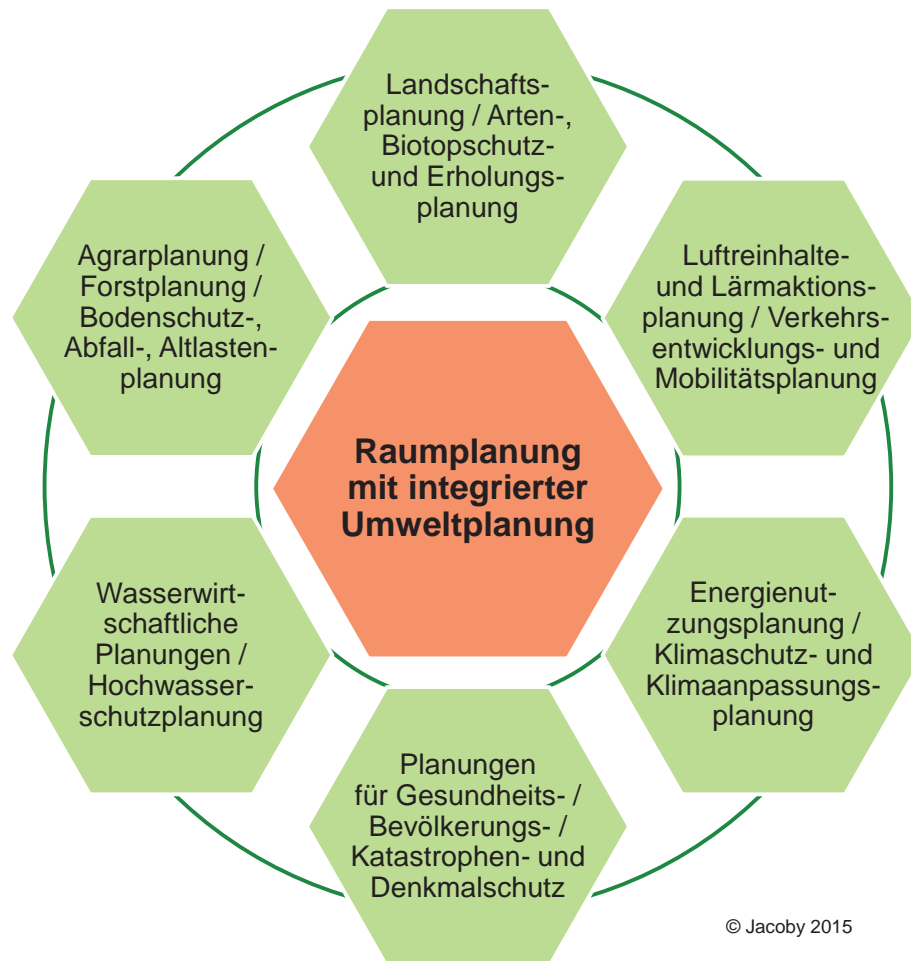 Landschafts-
planung / Arten-,
Biotopschutz-
und Erholungs-
planung
Luftreinhalte-
und Lärmaktions-
planung / Verkehrs-
entwicklungs- und
Mobilitätsplanung
Energienut-
zungsplanung /
Klimaschutz- und
Klimaanpassungs-
planung
Planungen
für Gesundheits- /
Bevölkerungs- /
Katastrophen- und
Denkmalschutz
Wasserwirt-
schaftliche
Planungen /
Hochwasser-
schutzplanung
Agrarplanung /
Forstplanung /
Bodenschutz-,
Abfall-, Altlasten-
planung
Raumplanung
mit integrierter
Umweltplanung
© Jacoby 2015